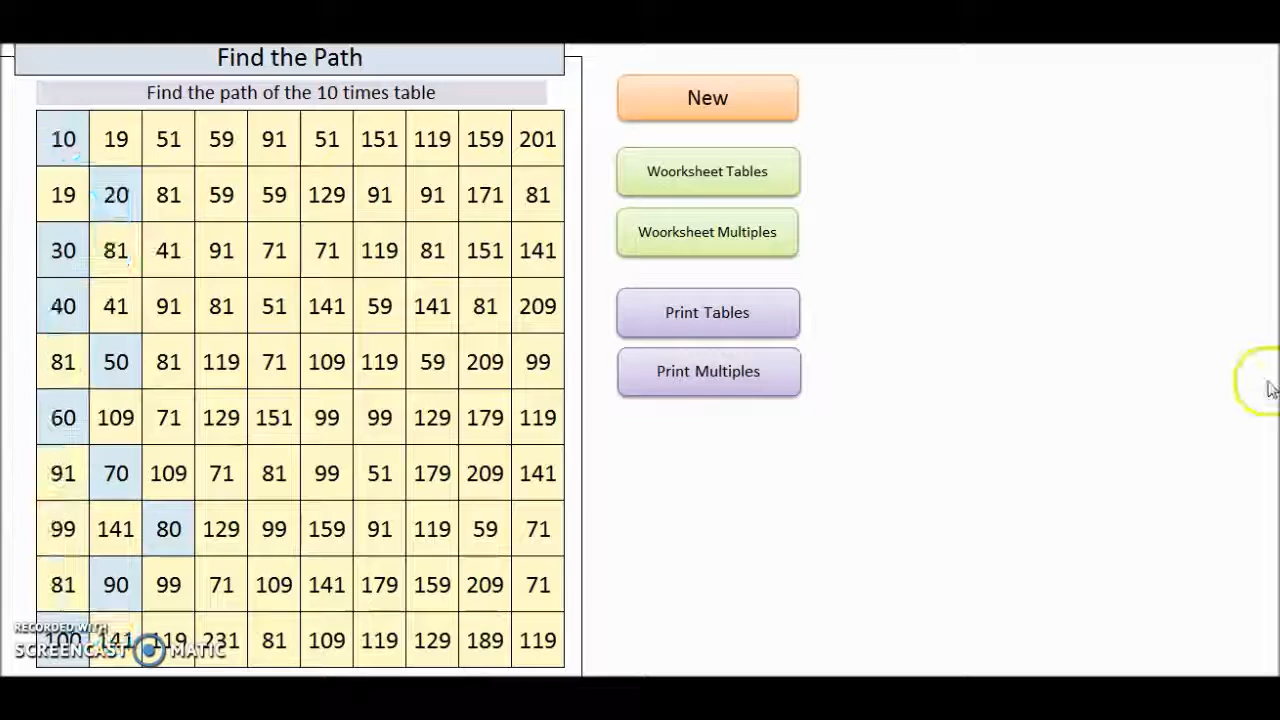 Find the Path
Find the path of the 10 times table
10 19 51 59 91 51 151 119 159 201
19 20 81 59 59 129 91 91 171 81
30 81 41 91 71 71 119 81 151 141
40 41 91 81 51 141 59 141 81 209
81 50 81 119 71 109 119 59 209 99
60 109 71 129 151 99 99 129 179 119
91 70 109 71 81 99 51 179 209 141
99 141 80 129 99 159 91 119 59 71
81 90 99 71 109 141 179 159 209 71
100 141 119 231 81 109 119 129 189 119
RECORDED WITH
SCREENCAST MATIC
New
Woorksheet Tables
Woorksheet Multiples
Print Tables
Print Multiples